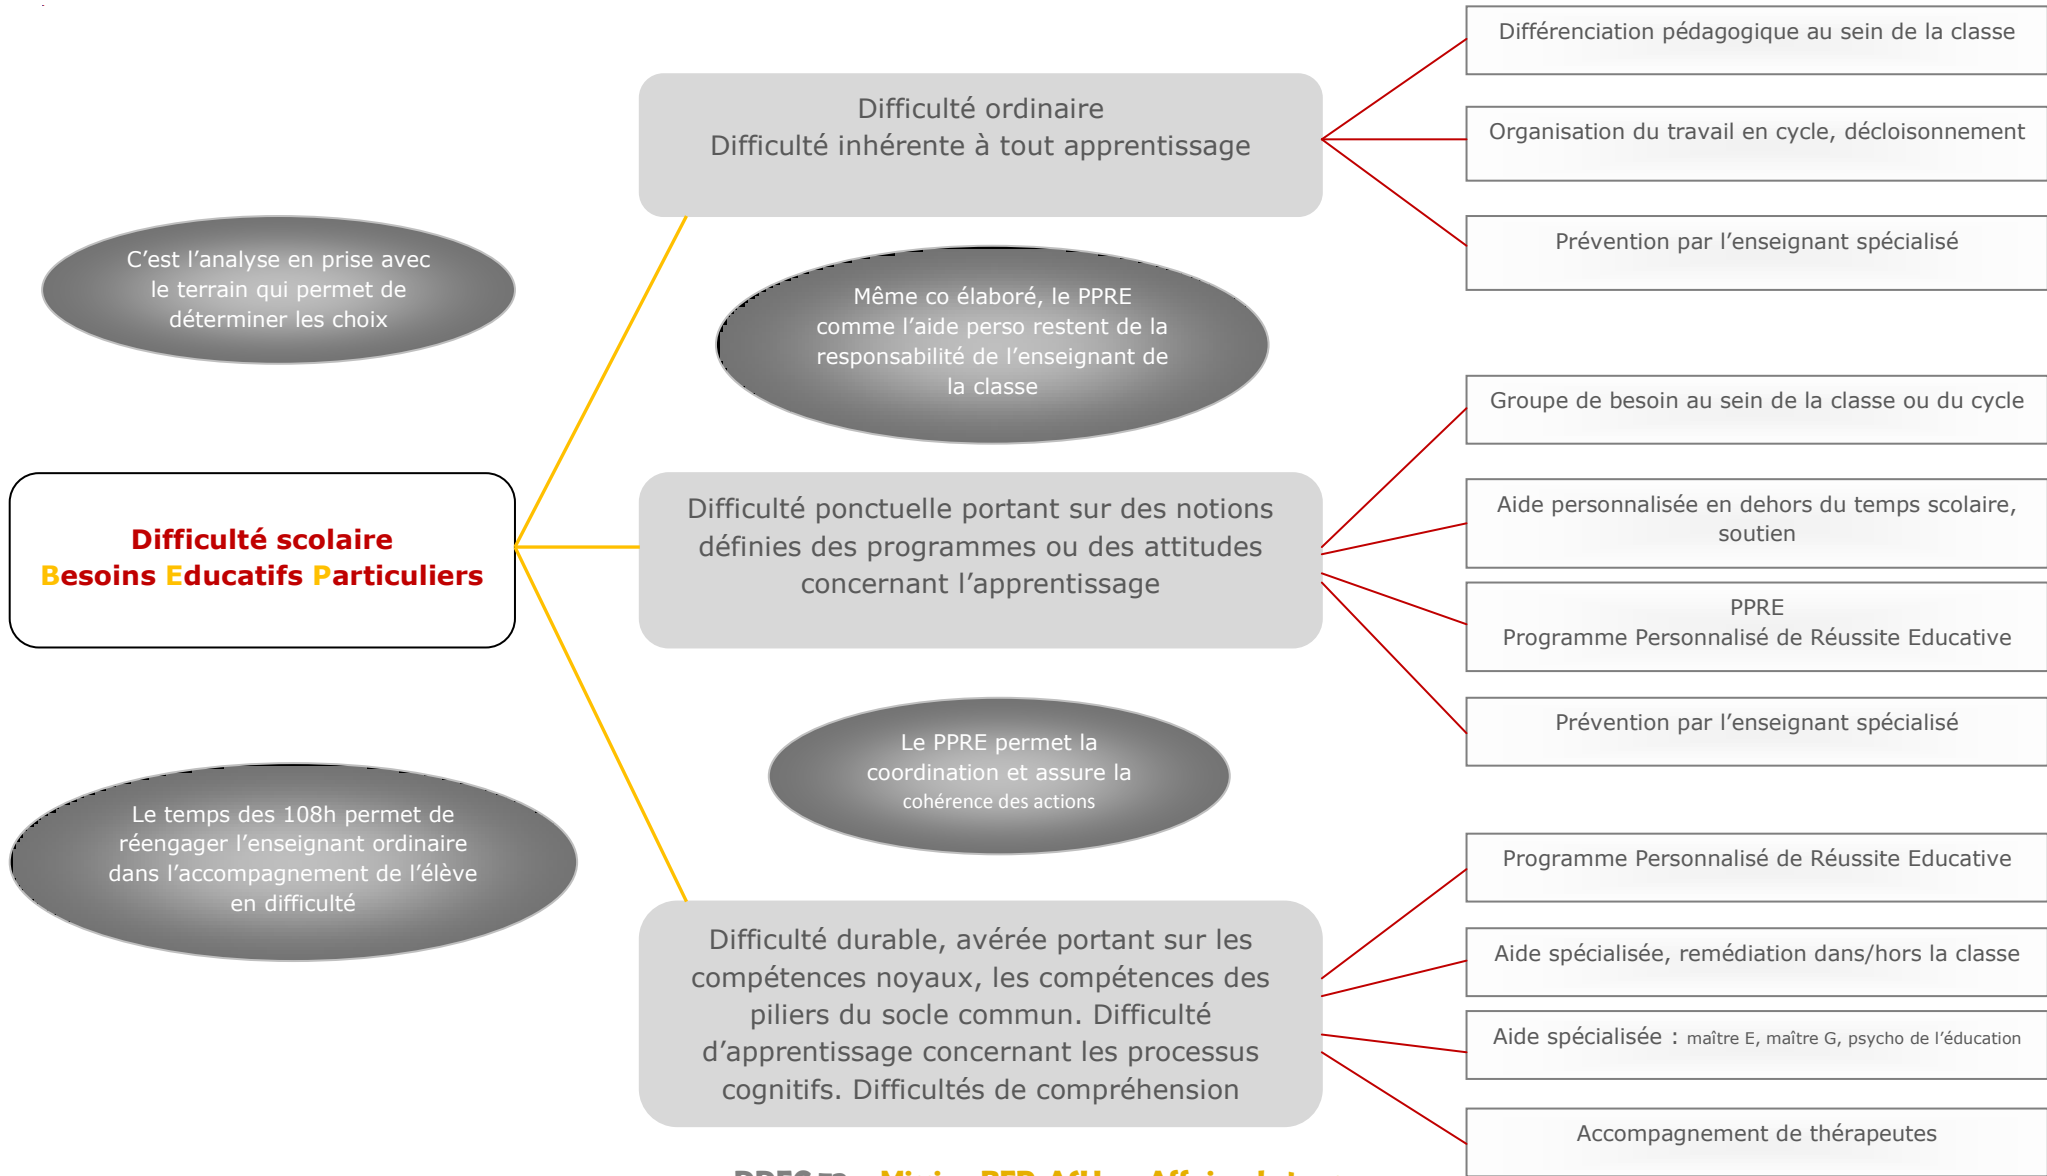 Différenciation pédagogique au sein de la classe
Difficulté ordinaire
Difficulté inhérente à tout apprentissage
Organisation du travail en cycle, décloisonnement
Prévention par l'enseignant spécialisé
C'est l'analyse en prise avec
le terrain qui permet de
déterminer les choix
Même co élaboré, le PPRE
comme l'aide perso restent de la
responsabilité de l'enseignant de
la classe
Groupe de besoin au sein de la classe ou du cycle
Difficulté scolaire
Besoins Educatifs Particuliers
Difficulté ponctuelle portant sur des notions
définies des programmes ou des attitudes
concernant l'apprentissage
Aide personnalisée en dehors du temps scolaire,
soutien
PPRE
Programme Personnalisé de Réussite Educative
Prévention par l'enseignant spécialisé
Le PPRE permet la
coordination et assure la
cohérence des actions
Le temps des 108h permet de
réengager l'enseignant ordinaire
dans l'accompagnement de l'élève
en difficulté
Difficulté durable, avérée portant sur les
compétences noyaux, les compétences des
piliers du socle commun. Difficulté
d'apprentissage concernant les processus
cognitifs. Difficultés de compréhension
Programme Personnalisé de Réussite Educative
Aide spécialisée, remédiation dans/hors la classe
Aide spécialisée : maître E, maître G, psycho de l'éducation
Accompagnement de thérapeutes